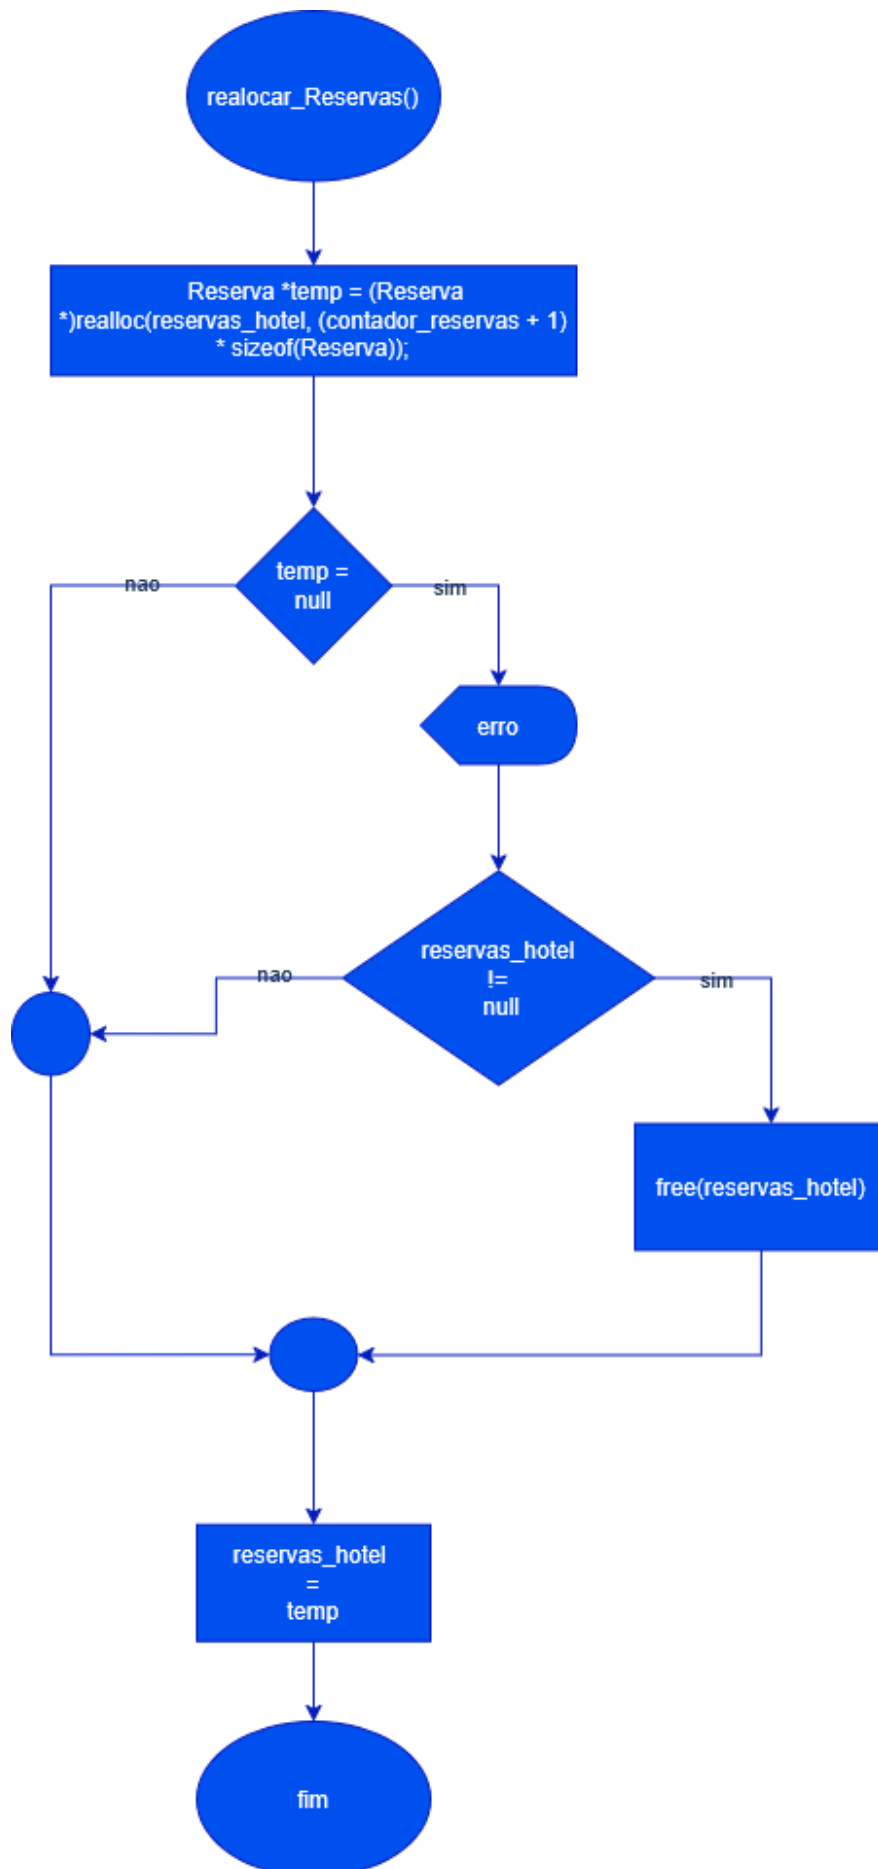 realocar_Reservas()
Reserva *temp = (Reserva
*)realloc(reservas_hotel, (contador_reservas + 1)
* sizeof(Reserva));
temp =
null
nao
sim
erro
reservas_hotel
!=
null
nao
sim
free(reservas_hotel)
reservas_hotel
=
temp
fim